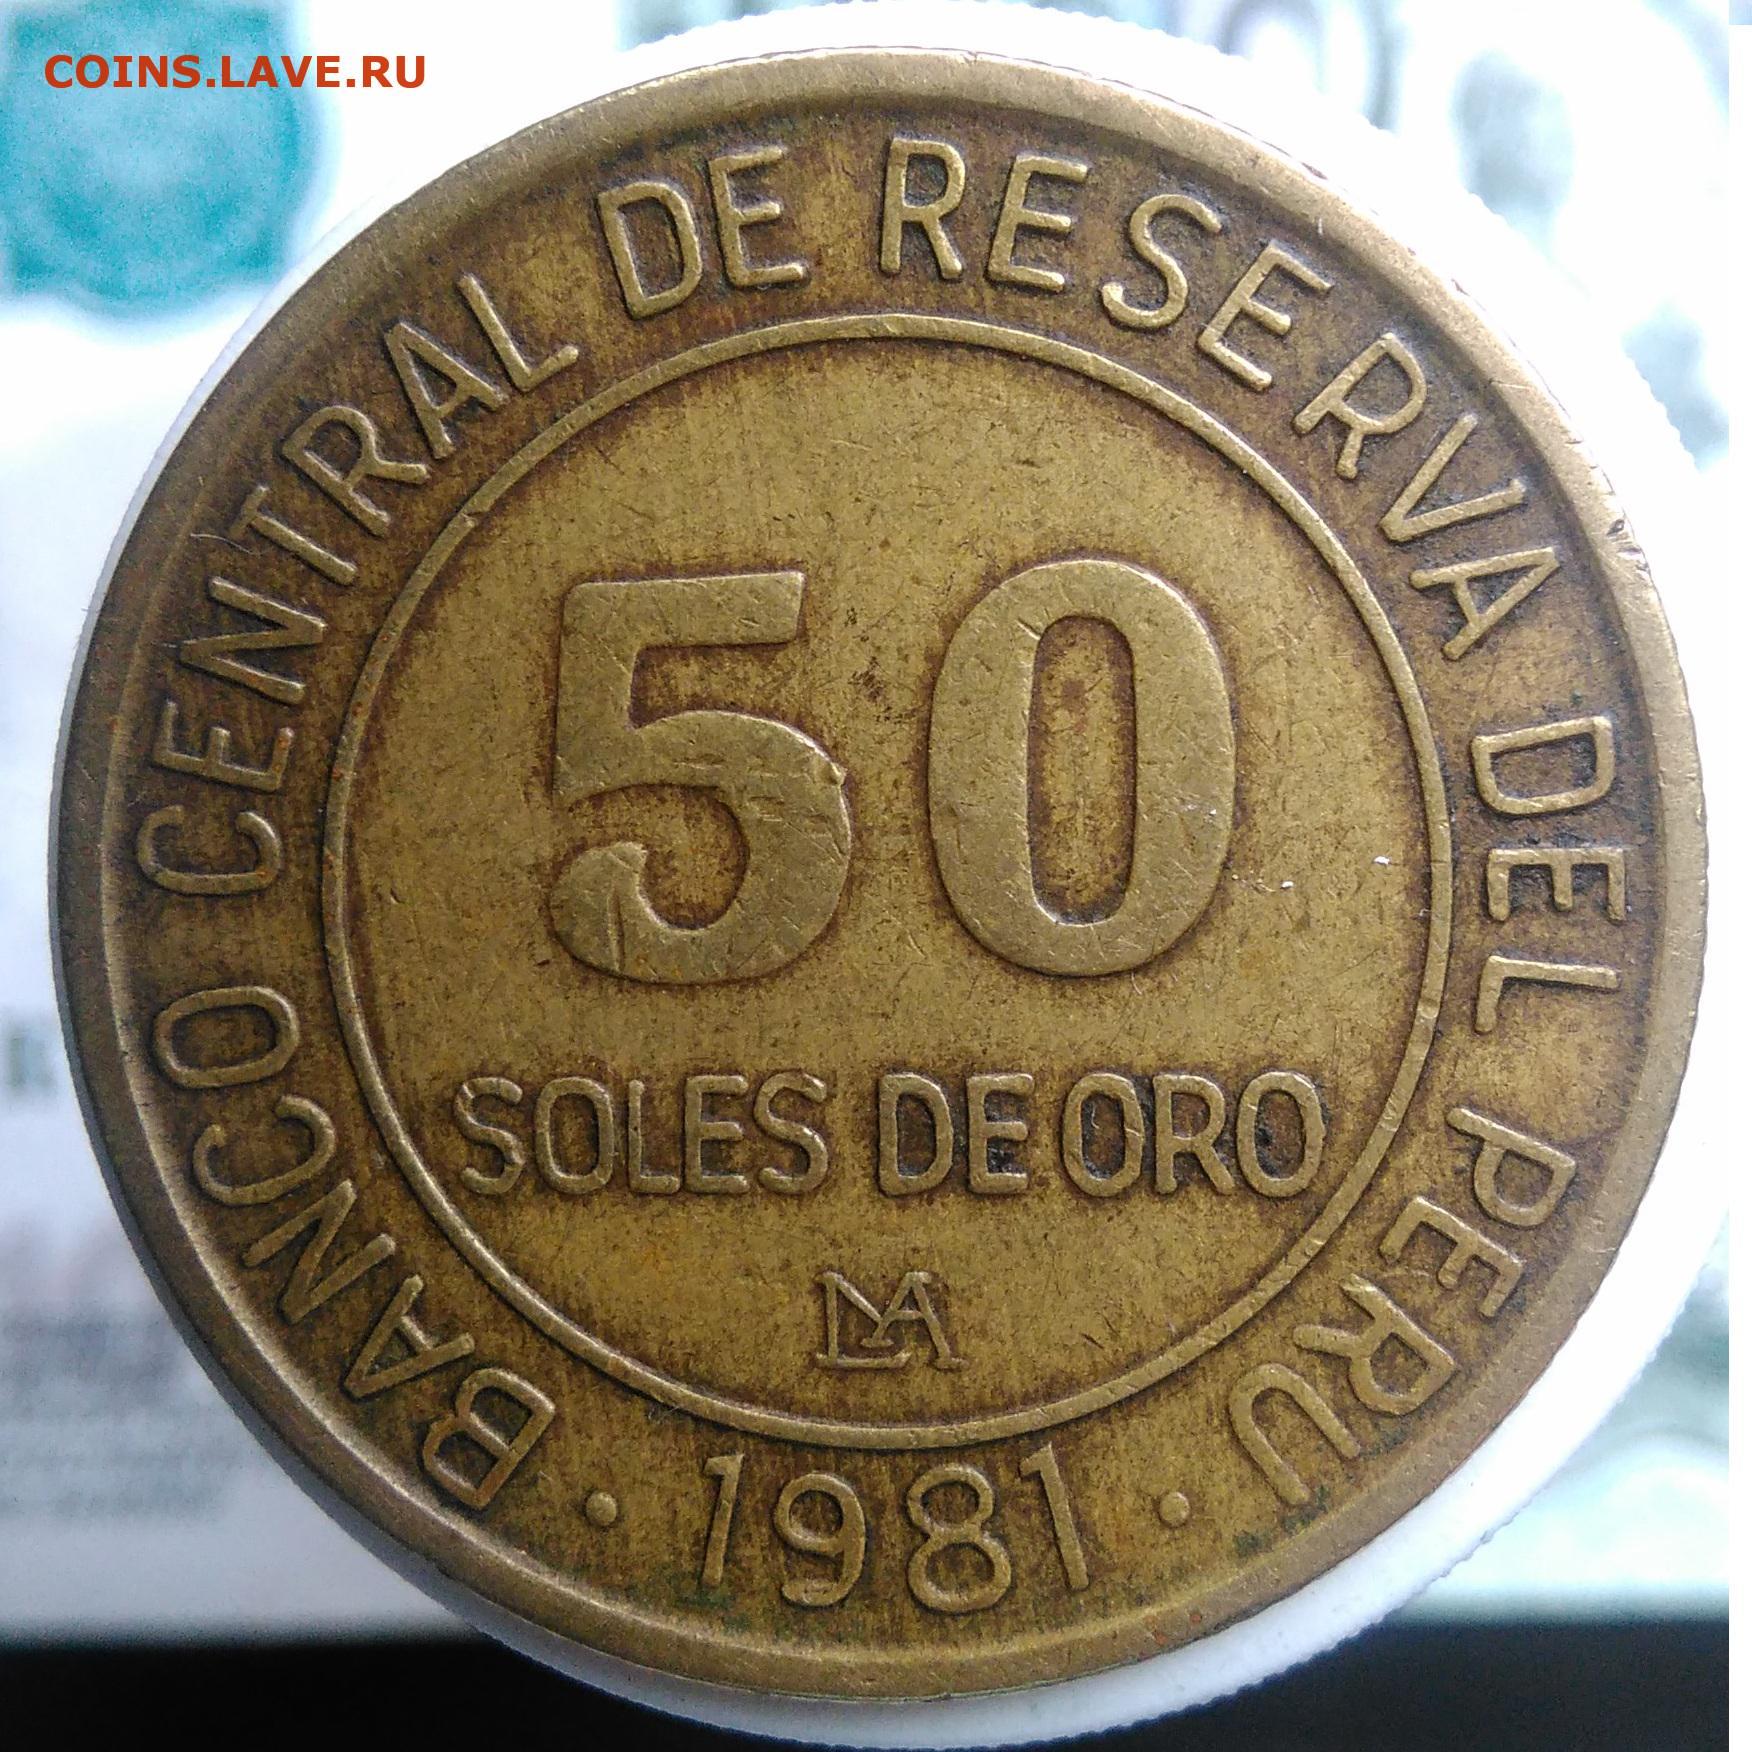 COINS.LAVE.RU
BANCO CENTRAL DE RESERVA DEL PERU
50
SOLES DE ORO
LMA
· 1981 ·